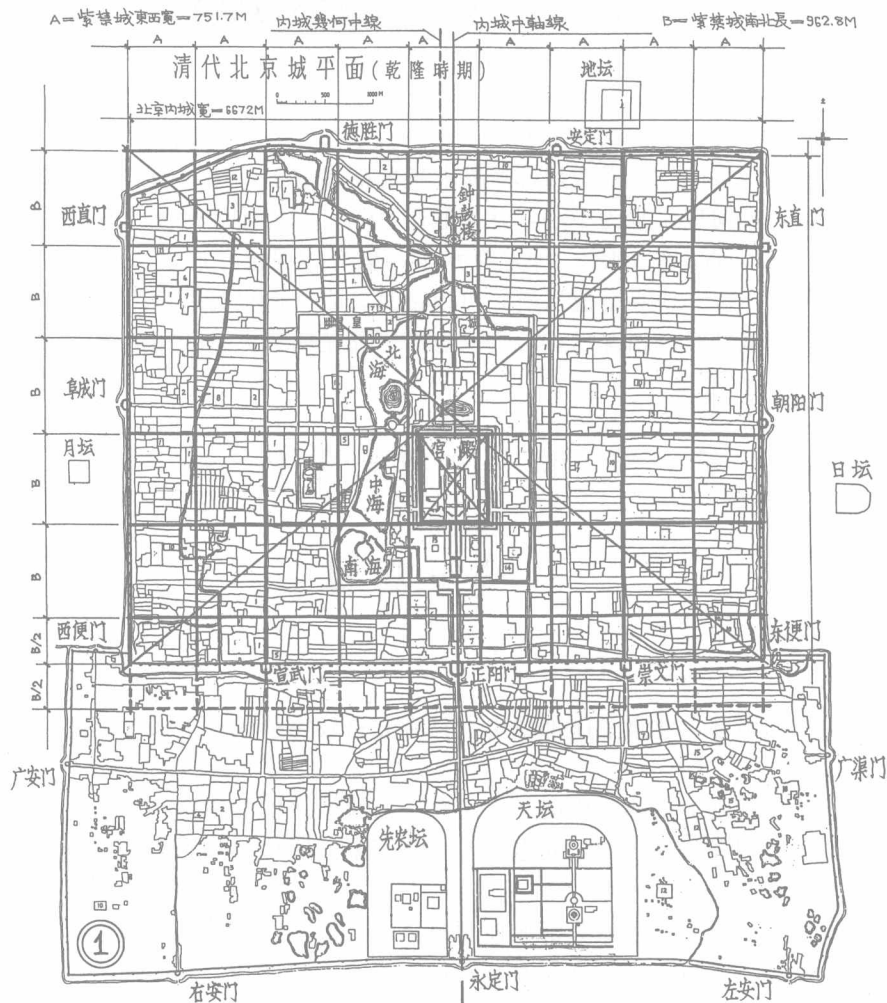 A=紫禁城東西寬=751.7M
内城幾何中線
内城中軸線
B=紫禁城南北長=962.8M
A A A A A A A A
清代北京城平面(乾隆時期)
0 500 1000 M
地坛
北京内城寬=6672M
德胜门
安定门
西直门
钟鼓楼
东直门
B
B
皇
北海
B
阜成门
朝阳门
月坛
宫殿
日坛
B
中海
B
南海
西便门
东便门
B/2
宣武门
正阳门
崇文门
B/2
广安门
广渠门
先农坛
天坛
1
右安门
永定门
左安门